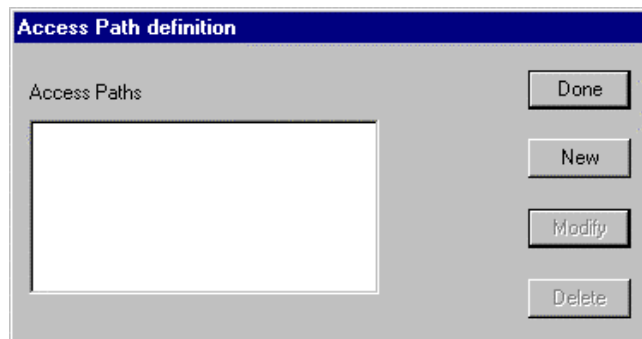 Access Path definition
Access Paths
Done
New
Modify
Delete